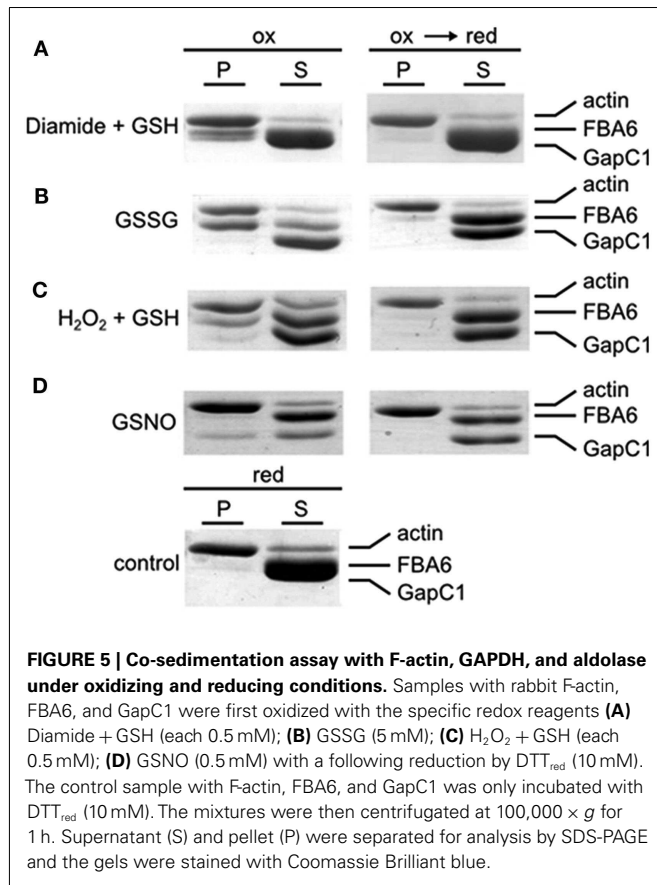 A
ox
ox → red
P S P S
Diamide + GSH
actin
FBA6
GapC1
B
GSSG
actin
FBA6
GapC1
C
H₂O₂ + GSH
actin
FBA6
GapC1
D
GSNO
actin
FBA6
GapC1
red
P S
control
actin
FBA6
GapC1
FIGURE 5 | Co-sedimentation assay with F-actin, GAPDH, and aldolase
under oxidizing and reducing conditions. Samples with rabbit F-actin,
FBA6, and GapC1 were first oxidized with the specific redox reagents (A)
Diamide + GSH (each 0.5 mM); (B) GSSG (5 mM); (C) H₂O₂ + GSH (each
0.5 mM); (D) GSNO (0.5 mM) with a following reduction by DTTred (10 mM).
The control sample with F-actin, FBA6, and GapC1 was only incubated with
DTTred (10 mM). The mixtures were then centrifugated at 100,000 × g for
1 h. Supernatant (S) and pellet (P) were separated for analysis by SDS-PAGE
and the gels were stained with Coomassie Brilliant blue.